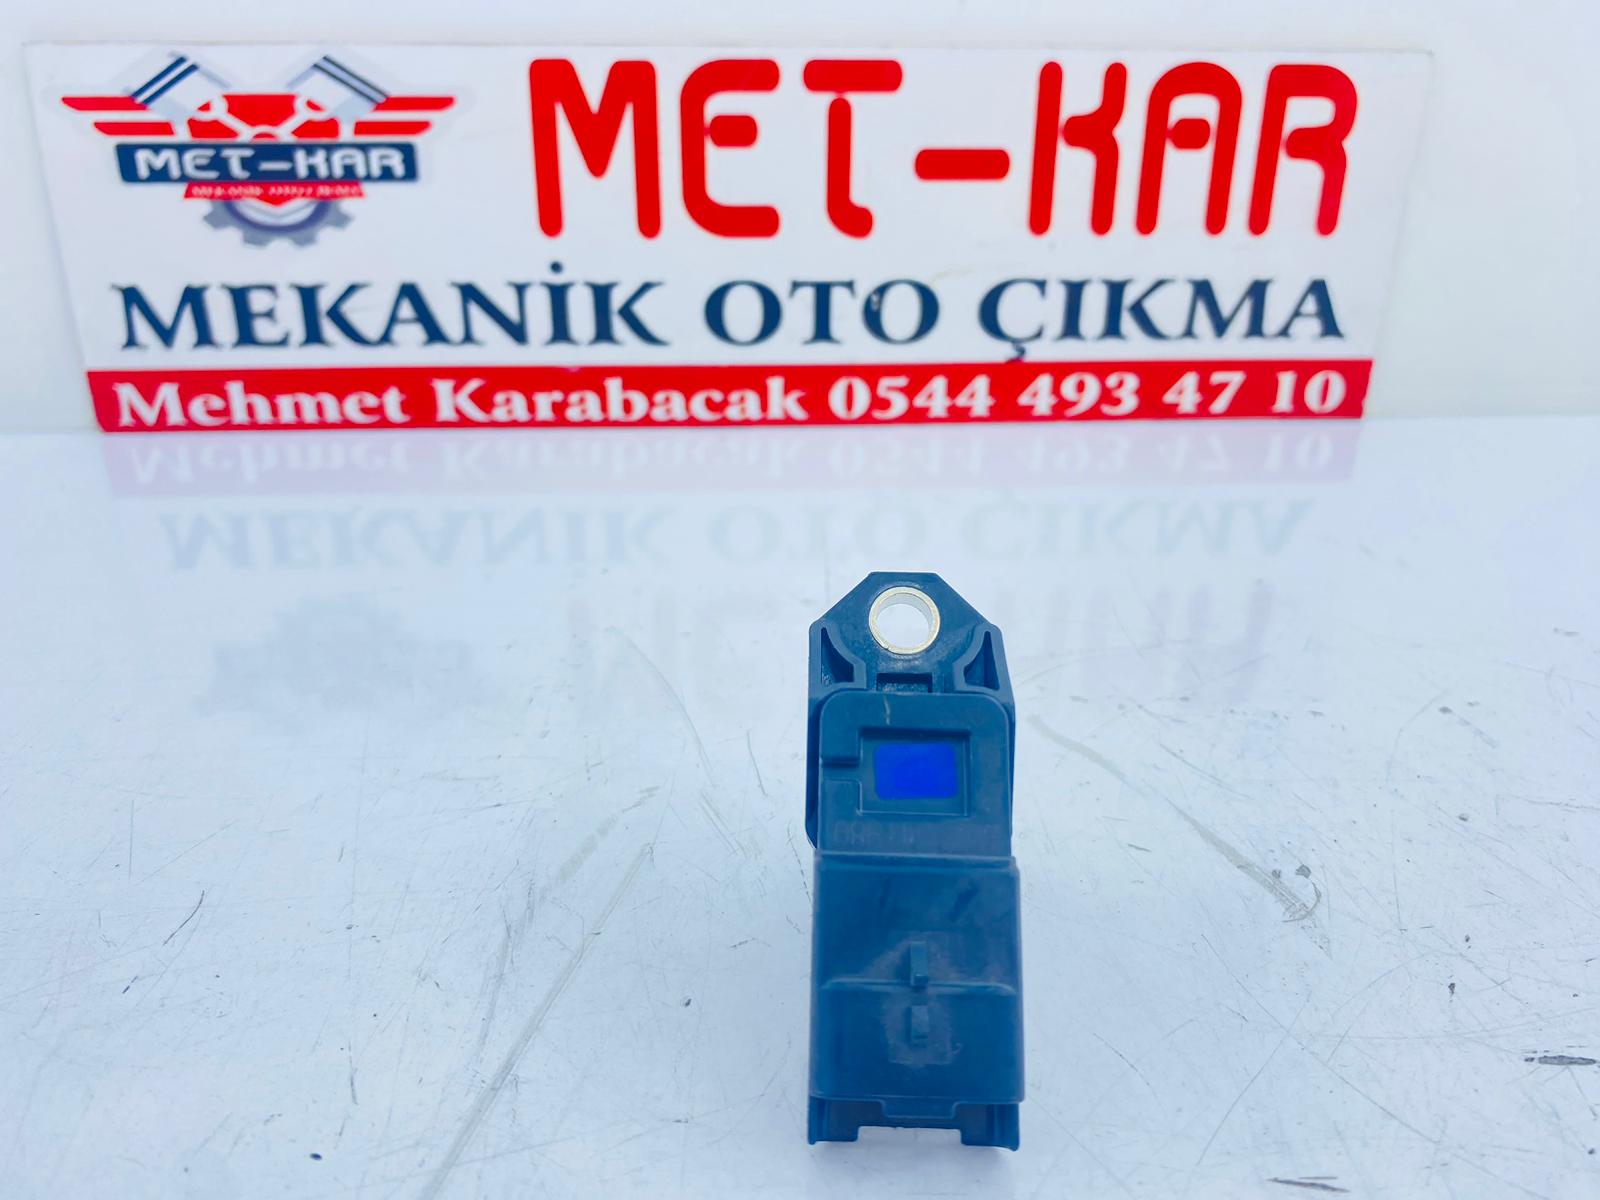 MET-KAR
MET-KAR
MEKANİK OTO ÇIKMA
Mehmet Karabacak 0544 493 47 10